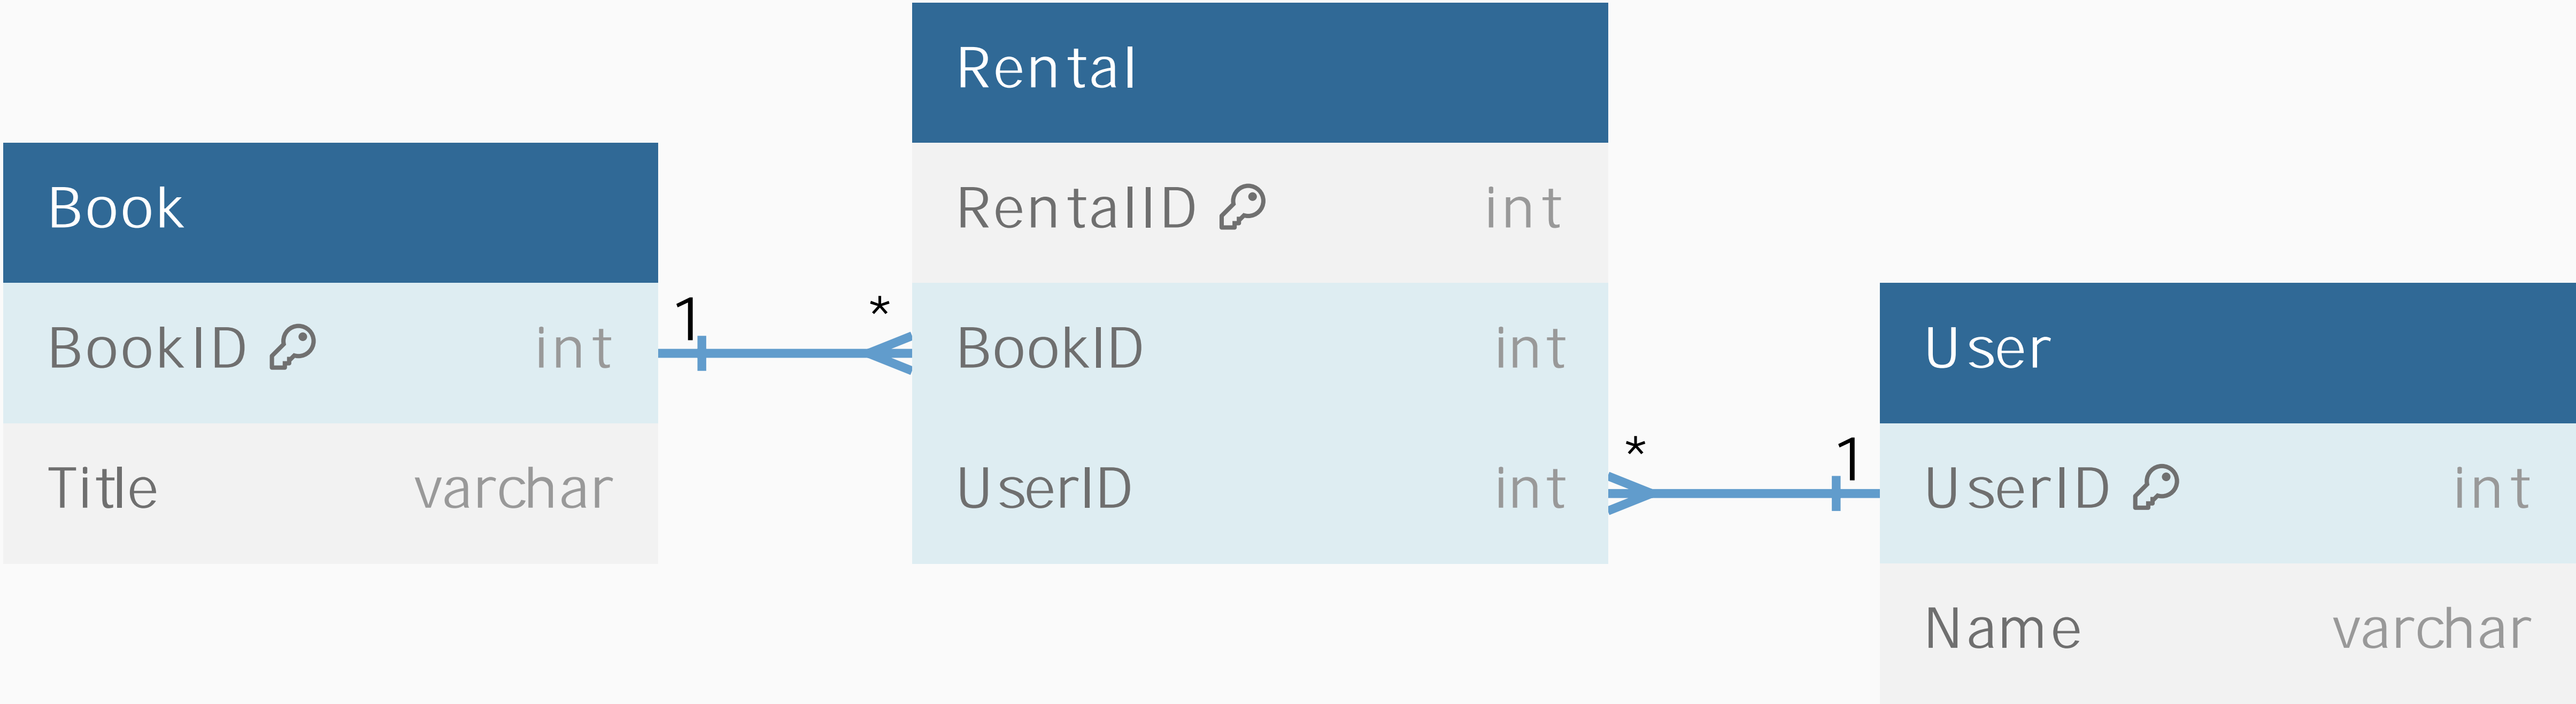 Book
BookID int
Title varchar
1 *
Rental
RentalID int
BookID int
UserID int
* 1
User
UserID int
Name varchar